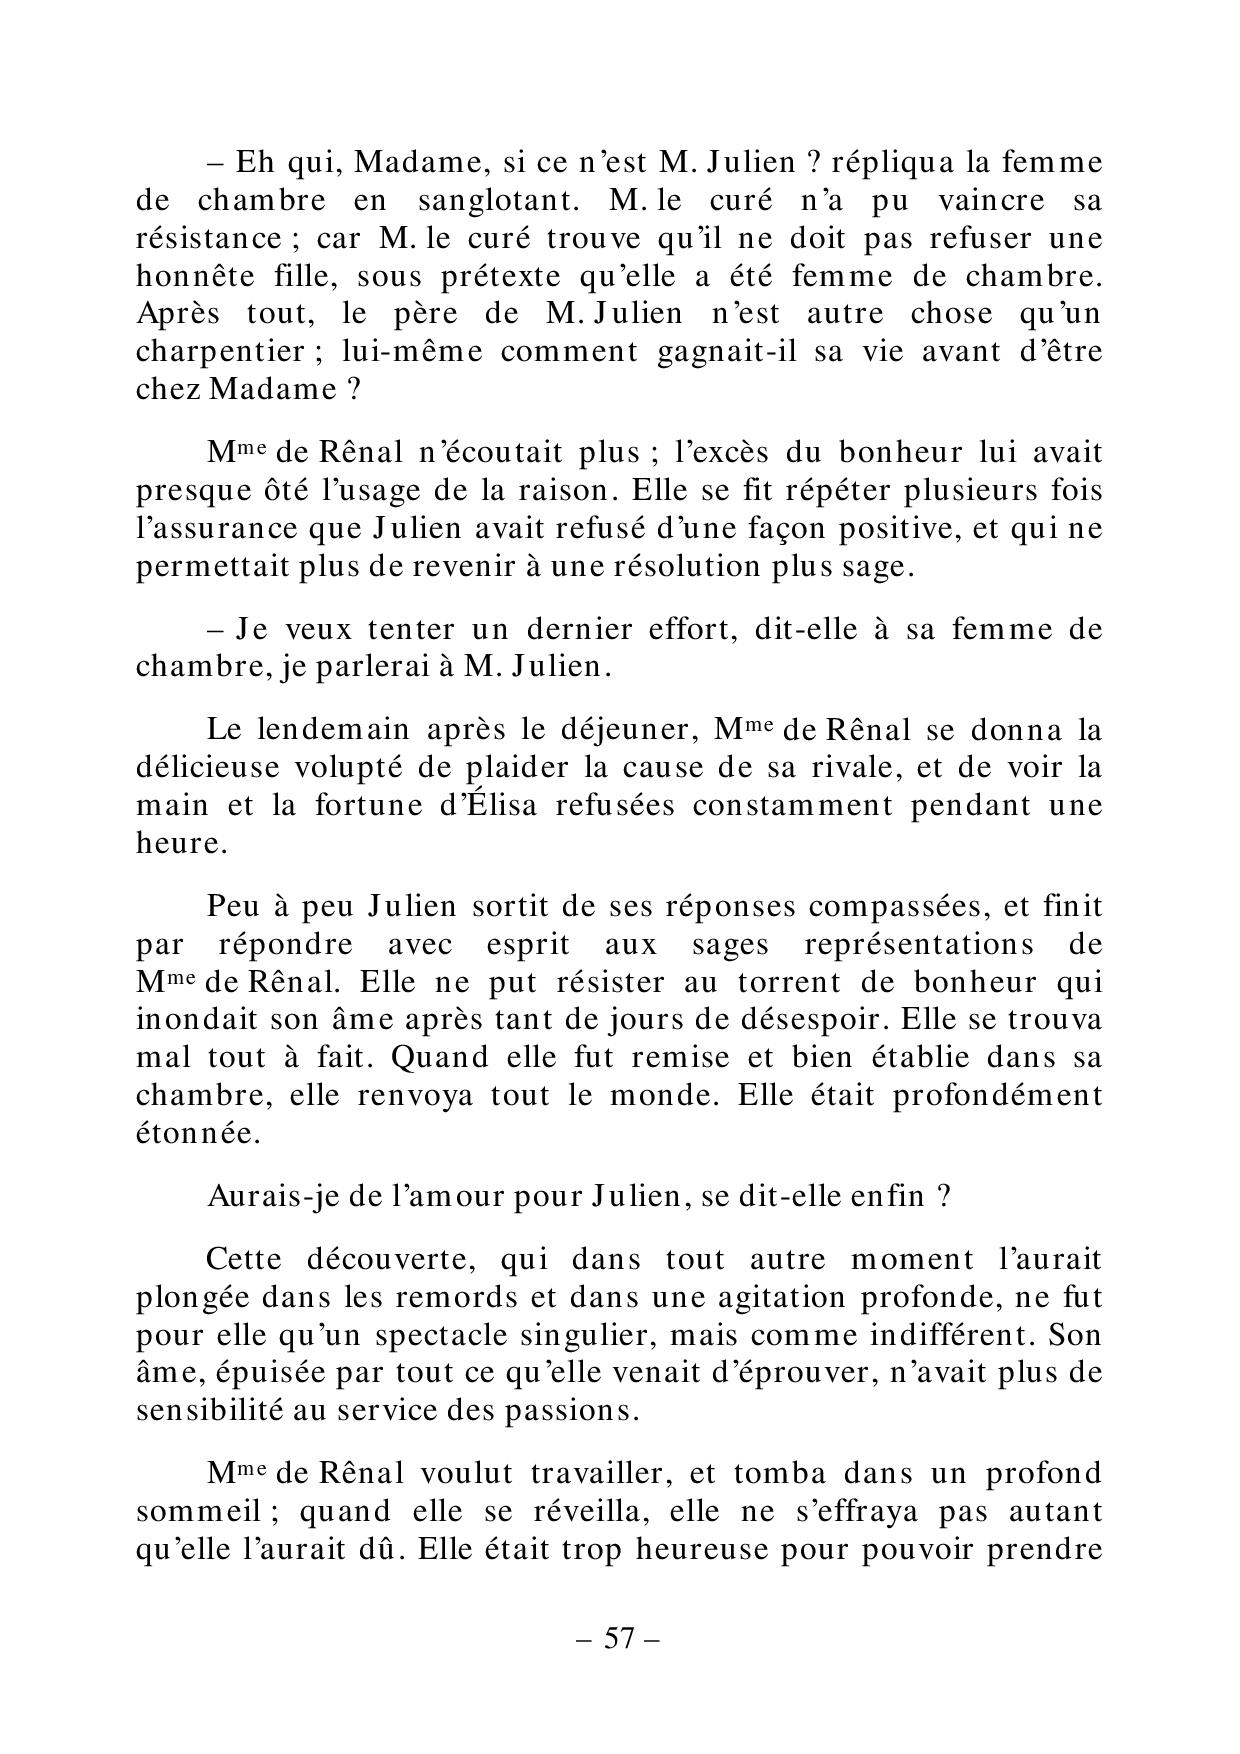 – Eh qui, Madame, si ce n’est M. Julien ? répliqua la femme
de chambre en sanglotant. M. le curé n’a pu vaincre sa
résistance ; car M. le curé trouve qu’il ne doit pas refuser une
honnête fille, sous prétexte qu’elle a été femme de chambre.
Après tout, le père de M. Julien n’est autre chose qu’un
charpentier ; lui-même comment gagnait-il sa vie avant d’être
chez Madame ?
Mme de Rênal n’écoutait plus ; l’excès du bonheur lui avait
presque ôté l’usage de la raison. Elle se fit répéter plusieurs fois
l’assurance que Julien avait refusé d’une façon positive, et qui ne
permettait plus de revenir à une résolution plus sage.
– Je veux tenter un dernier effort, dit-elle à sa femme de
chambre, je parlerai à M. Julien.
Le lendemain après le déjeuner, Mme de Rênal se donna la
délicieuse volupté de plaider la cause de sa rivale, et de voir la
main et la fortune d’Élisa refusées constamment pendant une
heure.
Peu à peu Julien sortit de ses réponses compassées, et finit
par répondre avec esprit aux sages représentations de
Mme de Rênal. Elle ne put résister au torrent de bonheur qui
inondait son âme après tant de jours de désespoir. Elle se trouva
mal tout à fait. Quand elle fut remise et bien établie dans sa
chambre, elle renvoya tout le monde. Elle était profondément
étonnée.
Aurais-je de l’amour pour Julien, se dit-elle enfin ?
Cette découverte, qui dans tout autre moment l’aurait
plongée dans les remords et dans une agitation profonde, ne fut
pour elle qu’un spectacle singulier, mais comme indifférent. Son
âme, épuisée par tout ce qu’elle venait d’éprouver, n’avait plus de
sensibilité au service des passions.
Mme de Rênal voulut travailler, et tomba dans un profond
sommeil ; quand elle se réveilla, elle ne s’effraya pas autant
qu’elle l’aurait dû. Elle était trop heureuse pour pouvoir prendre
– 57 –